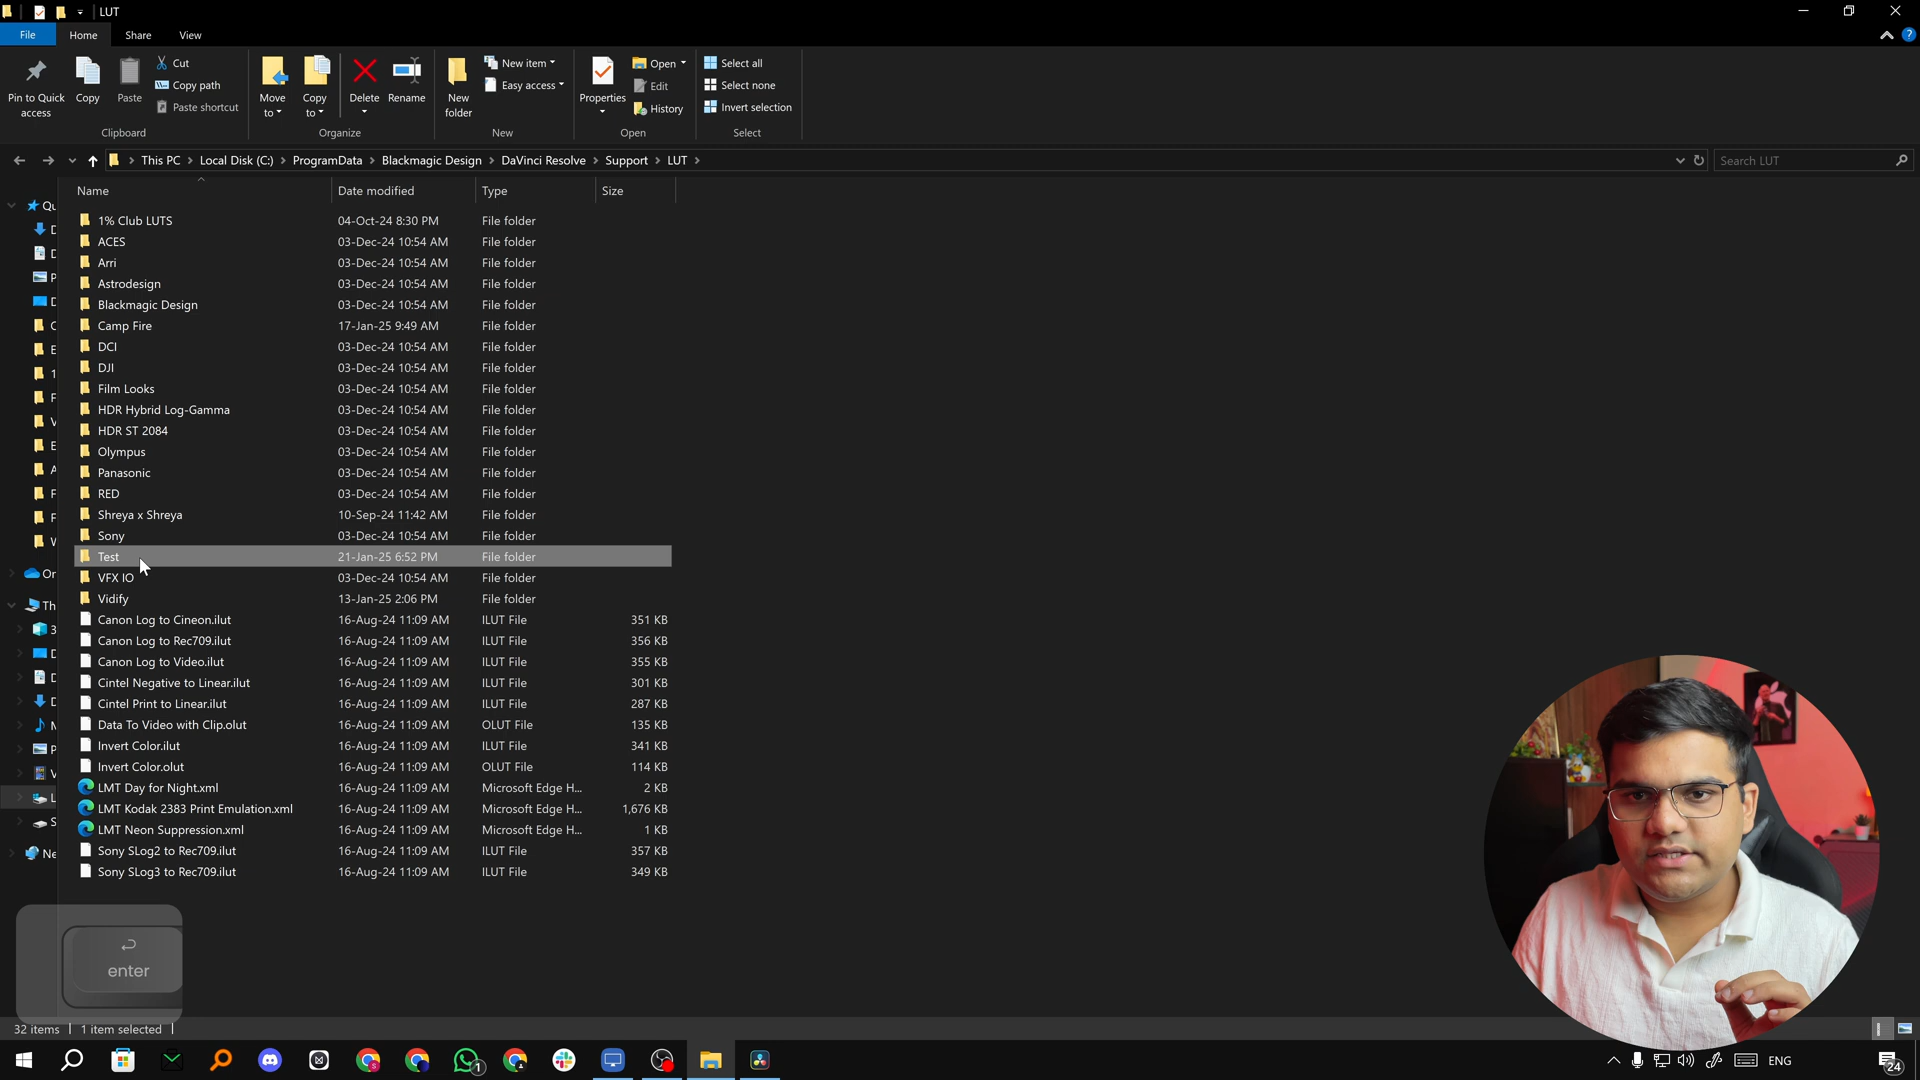 LUT
File Home Share View
Pin to Quick access
Copy
Paste
Cut
Copy path
Paste shortcut
Clipboard
Move to
Copy to
Delete
Rename
Organize
New folder
New item
Easy access
New
Properties
Open
Edit
History
Open
Select all
Select none
Invert selection
Select
This PC Local Disk (C:) ProgramData Blackmagic Design DaVinci Resolve Support LUT
Search LUT
Name Date modified Type Size
1% Club LUTS 04-Oct-24 8:30 PM File folder
ACES 03-Dec-24 10:54 AM File folder
Arri 03-Dec-24 10:54 AM File folder
Astrodesign 03-Dec-24 10:54 AM File folder
Blackmagic Design 03-Dec-24 10:54 AM File folder
Camp Fire 17-Jan-25 9:49 AM File folder
DCI 03-Dec-24 10:54 AM File folder
DJI 03-Dec-24 10:54 AM File folder
Film Looks 03-Dec-24 10:54 AM File folder
HDR Hybrid Log-Gamma 03-Dec-24 10:54 AM File folder
HDR ST 2084 03-Dec-24 10:54 AM File folder
Olympus 03-Dec-24 10:54 AM File folder
Panasonic 03-Dec-24 10:54 AM File folder
RED 03-Dec-24 10:54 AM File folder
Shreya x Shreya 10-Sep-24 11:42 AM File folder
Sony 03-Dec-24 10:54 AM File folder
Test 21-Jan-25 6:52 PM File folder
VFX IO 03-Dec-24 10:54 AM File folder
Vidify 13-Jan-25 2:06 PM File folder
Canon Log to Cineon.ilut 16-Aug-24 11:09 AM ILUT File 351 KB
Canon Log to Rec709.ilut 16-Aug-24 11:09 AM ILUT File 356 KB
Canon Log to Video.ilut 16-Aug-24 11:09 AM ILUT File 355 KB
Cintel Negative to Linear.ilut 16-Aug-24 11:09 AM ILUT File 301 KB
Cintel Print to Linear.ilut 16-Aug-24 11:09 AM ILUT File 287 KB
Data To Video with Clip.olut 16-Aug-24 11:09 AM OLUT File 135 KB
Invert Color.ilut 16-Aug-24 11:09 AM ILUT File 341 KB
Invert Color.olut 16-Aug-24 11:09 AM OLUT File 114 KB
LMT Day for Night.xml 16-Aug-24 11:09 AM Microsoft Edge H... 2 KB
LMT Kodak 2383 Print Emulation.xml 16-Aug-24 11:09 AM Microsoft Edge H... 1,676 KB
LMT Neon Suppression.xml 16-Aug-24 11:09 AM Microsoft Edge H... 1 KB
Sony SLog2 to Rec709.ilut 16-Aug-24 11:09 AM ILUT File 357 KB
Sony SLog3 to Rec709.ilut 16-Aug-24 11:09 AM ILUT File 349 KB
enter
32 items 1 item selected
1
ENG
24